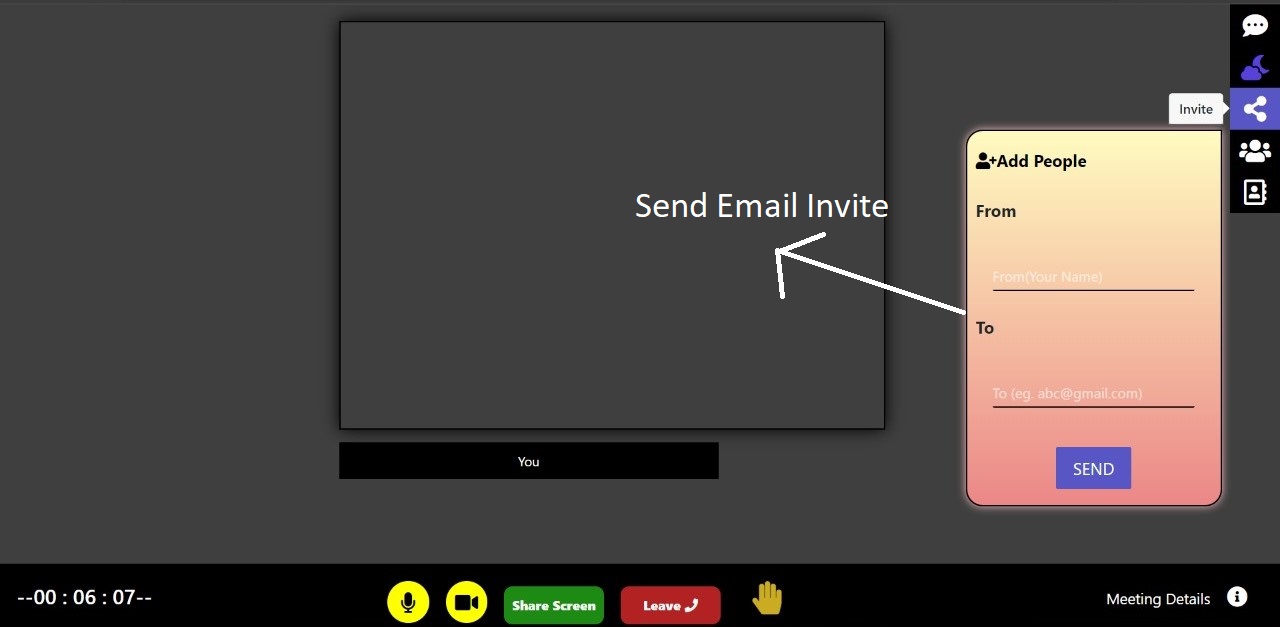 Invite
Add People
From
Send Email Invite
From(Your Name)
To
To (eg. abc@gmail.com)
You
SEND
--00 : 06 : 07--
Share Screen
Leave
Meeting Details